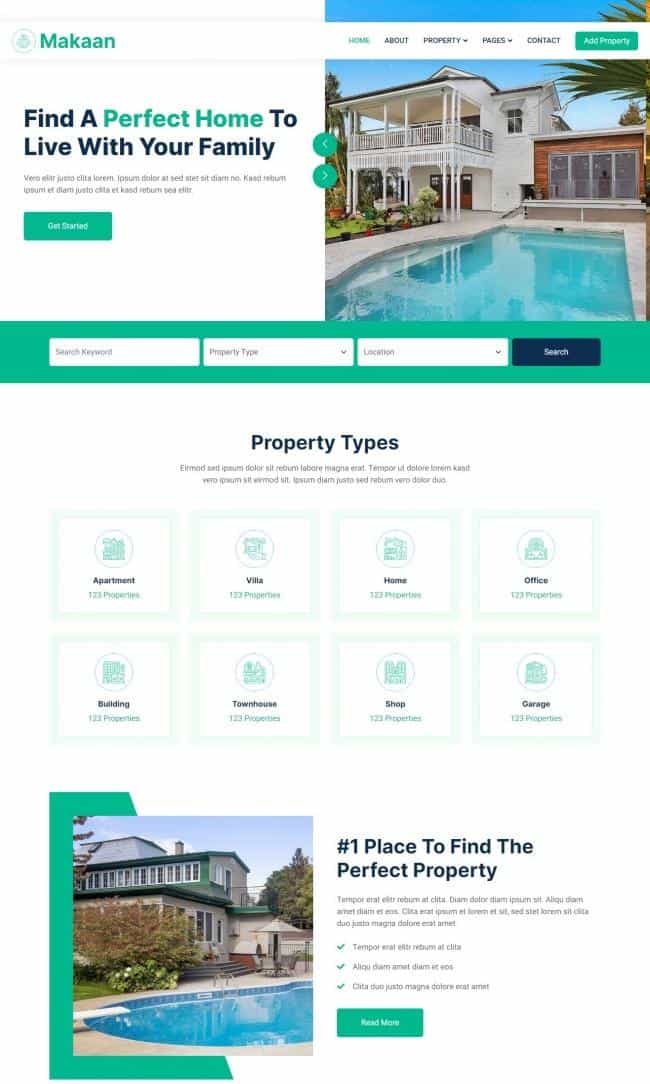 Makaan
HOME ABOUT PROPERTY PAGES CONTACT Add Property
Find A Perfect Home To
Live With Your Family
Vero elitr justo clita lorem. Ipsum dolor at sed stet sit diam no. Kasd rebum
ipsum et diam justo clita et kasd rebum sea elitr.
Get Started
Search Keyword Property Type Location Search
Property Types
Eirmod sed ipsum dolor sit rebum labore magna erat. Tempor ut dolore lorem kasd
vero ipsum sit eirmod sit. Ipsum diam justo sed rebum vero dolor duo.
Apartment Villa Home Office
123 Properties 123 Properties 123 Properties 123 Properties
Building Townhouse Shop Garage
123 Properties 123 Properties 123 Properties 123 Properties
#1 Place To Find The
Perfect Property
Tempor erat elitr rebum at clita. Diam dolor diam ipsum sit. Aliqu diam
amet diam et eos. Clita erat ipsum et lorem et sit, sed stet lorem sit clita
duo justo magna dolore erat amet
Tempor erat elitr rebum at clita
Aliqu diam amet diam et eos
Clita duo justo magna dolore erat amet
Read More